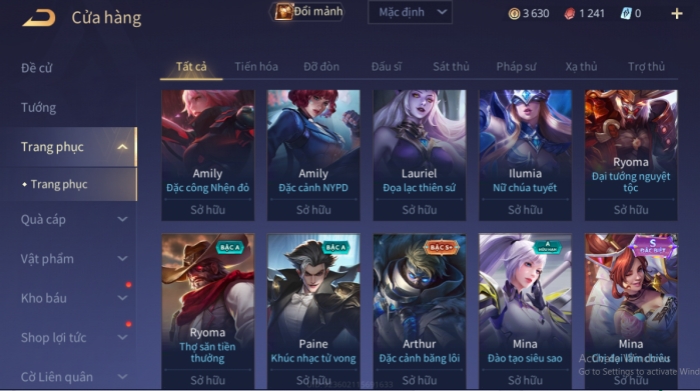 Cửa hàng
Đổi mảnh
Mặc định
3 630
1 241
0
Đề cử
Tướng
Trang phục
Trang phục
Quà cáp
Vật phẩm
Kho báu
Shop lợi tức
Cờ Liên quân
Tất cả
Tiến hóa
Đỡ đòn
Đấu sĩ
Sát thủ
Pháp sư
Xạ thủ
Trợ thủ
Amily
Đặc công Nhện đỏ
Sở hữu
Amily
Đặc cảnh NYPD
Sở hữu
Lauriel
Đọa lạc thiên sứ
Sở hữu
Ilumia
Nữ chúa tuyết
Sở hữu
Ryoma
Đại tướng nguyệt
tộc
Sở hữu
BẬC A
Ryoma
Thợ săn tiền
thưởng
Sở hữu
BẬC A
Paine
Khúc nhạc tử vong
Sở hữu
BẬC S+
Arthur
Đặc cảnh băng lôi
Sở hữu
A
HỮU HẠN
Mina
Đào tạo siêu sao
Sở hữu
S
ĐẶC BIỆT
Mina
Sở hữu
Go to Settings to activate Wind